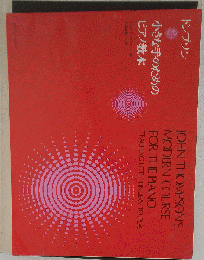 トンプソン
小さな手のための
ピアノ教本
JOHN THOMPSON'S
MODERN COURSE
FOR THE PIANO